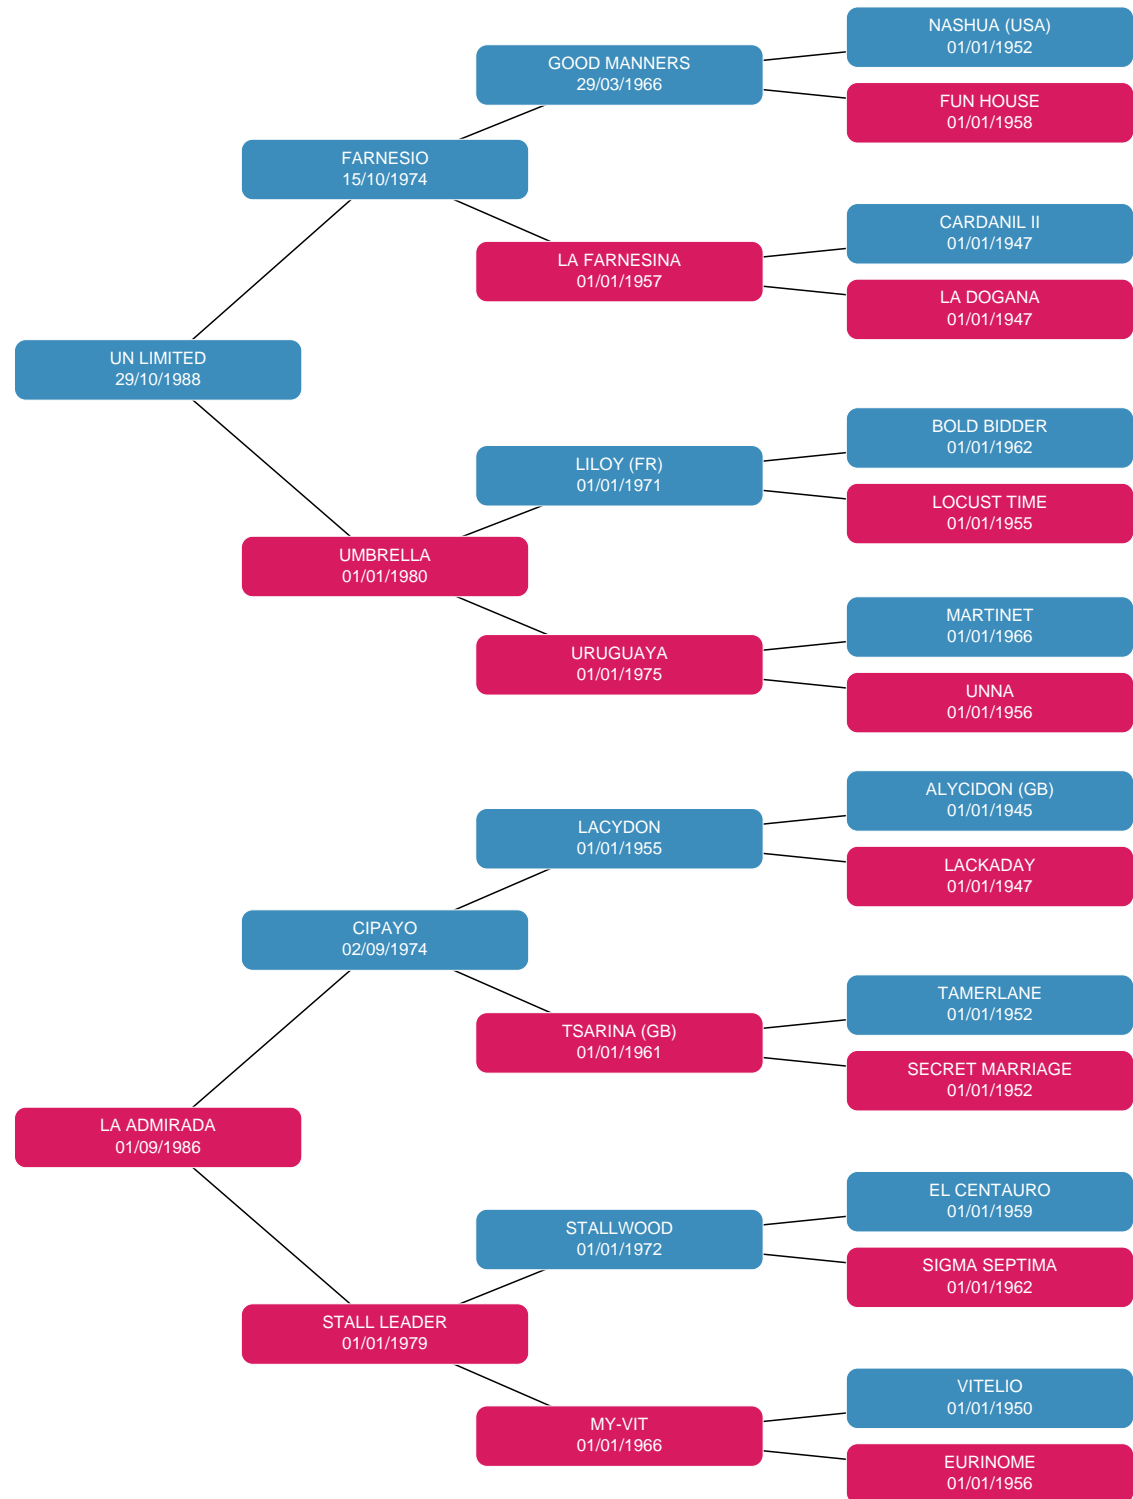 NASHUA (USA)
01/01/1952
GOOD MANNERS
29/03/1966
FUN HOUSE
01/01/1958
FARNESIO
15/10/1974
CARDANIL II
01/01/1947
LA FARNESINA
01/01/1957
LA DOGANA
01/01/1947
UN LIMITED
29/10/1988
BOLD BIDDER
01/01/1962
LILOY (FR)
01/01/1971
LOCUST TIME
01/01/1955
UMBRELLA
01/01/1980
MARTINET
01/01/1966
URUGUAYA
01/01/1975
UNNA
01/01/1956
ALYCIDON (GB)
01/01/1945
LACYDON
01/01/1955
LACKADAY
01/01/1947
CIPAYO
02/09/1974
TAMERLANE
01/01/1952
TSARINA (GB)
01/01/1961
SECRET MARRIAGE
01/01/1952
LA ADMIRADA
01/09/1986
EL CENTAURO
01/01/1959
STALLWOOD
01/01/1972
SIGMA SEPTIMA
01/01/1962
STALL LEADER
01/01/1979
VITELIO
01/01/1950
MY-VIT
01/01/1966
EURINOME
01/01/1956